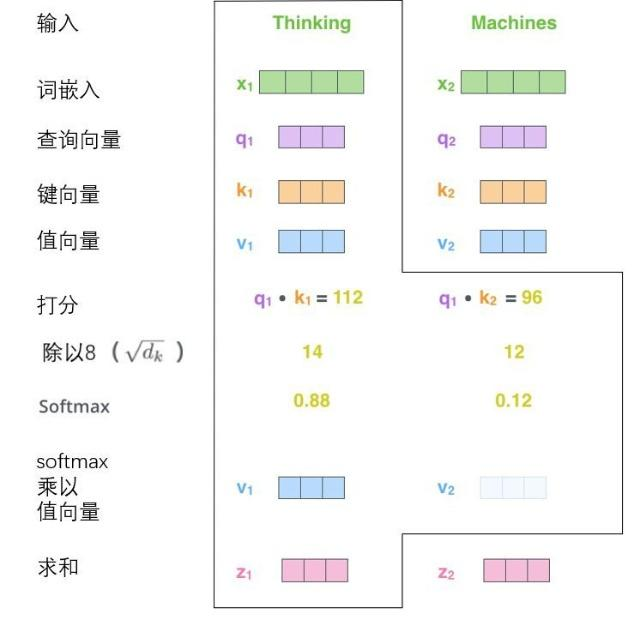 输入 Thinking Machines
词嵌入 x₁ x₂
查询向量 q₁ q₂
键向量 k₁ k₂
值向量 v₁ v₂
打分 q₁ • k₁ = 112 q₁ • k₂ = 96
除以8 (√dₖ) 14 12
Softmax 0.88 0.12
softmax
乘以 v₁ v₂
值向量
求和 z₁ z₂